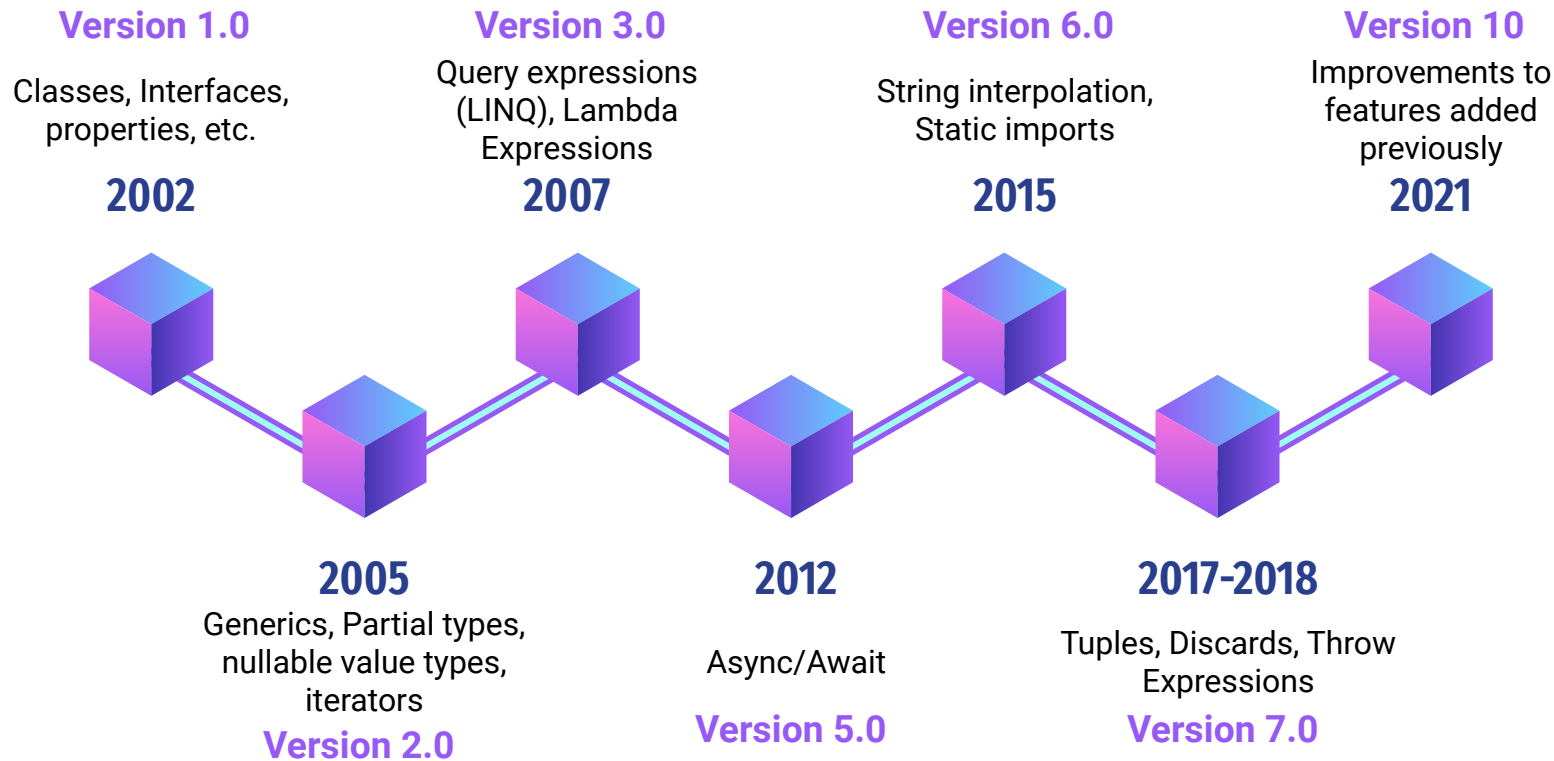 Version 1.0
Classes, Interfaces,
properties, etc.
2002
Version 3.0
Query expressions
(LINQ), Lambda
Expressions
2007
Version 6.0
String interpolation,
Static imports
2015
Version 10
Improvements to
features added
previously
2021
2005
Generics, Partial types,
nullable value types,
iterators
Version 2.0
2012
Async/Await
Version 5.0
2017-2018
Tuples, Discards, Throw
Expressions
Version 7.0